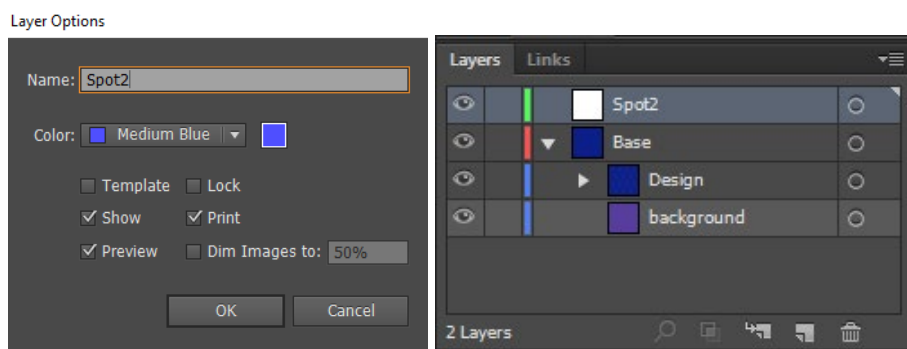 Layer Options
Name: Spot2
Color: Medium Blue
Template Lock
Show Print
Preview Dim Images to: 50%
OK Cancel
Layers Links
Spot2
Base
Design
background
2 Layers